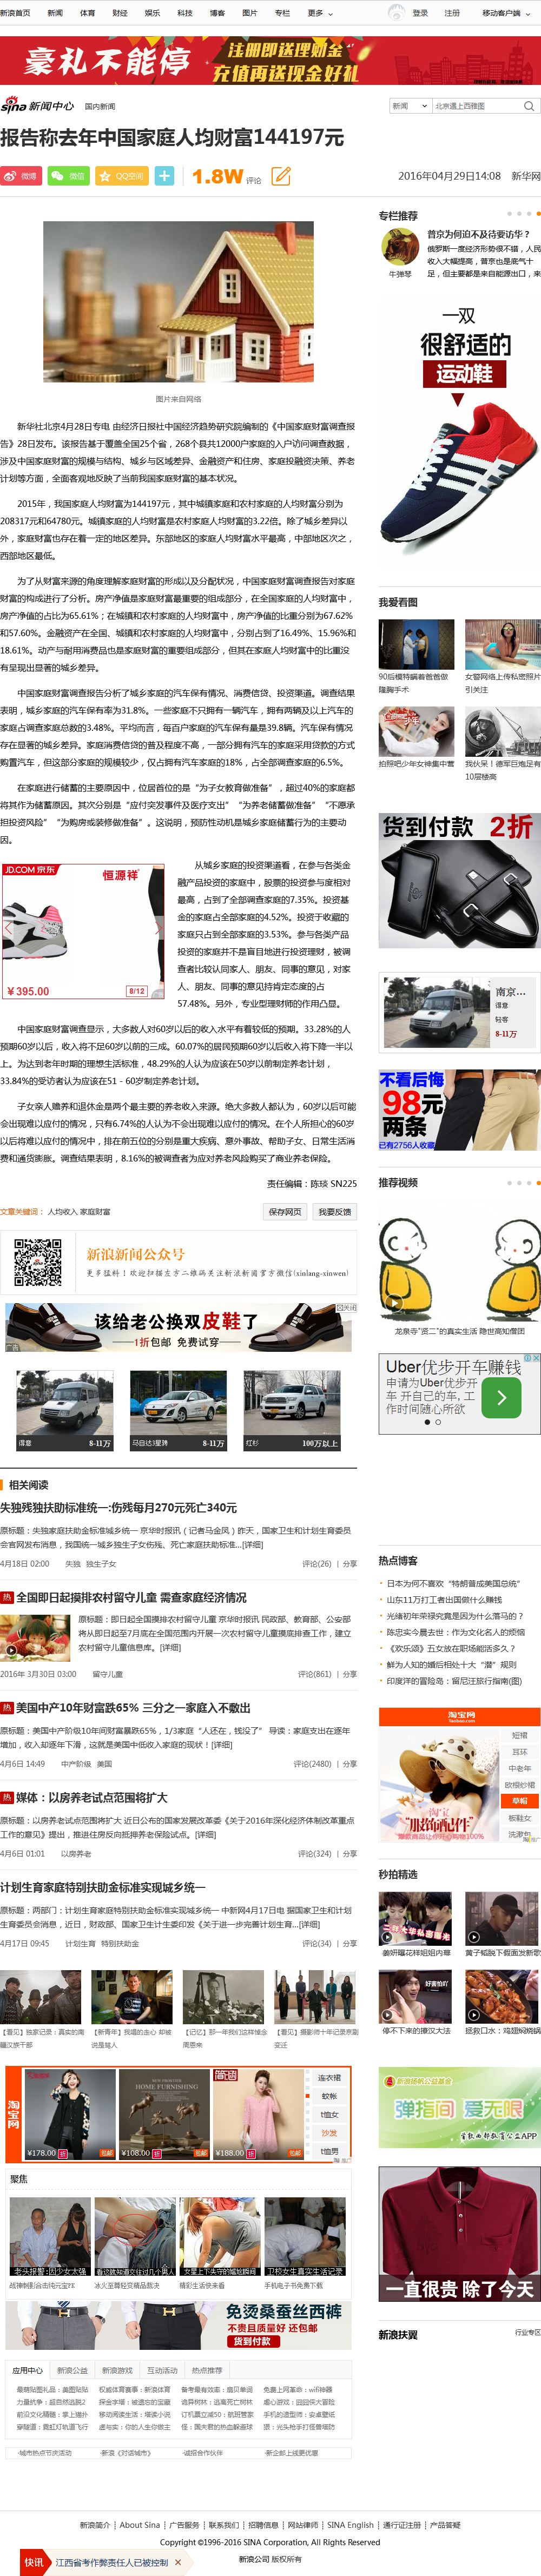 新浪首页 新闻 体育 财经 娱乐 科技 博客 图片 专栏 更多 登录 注册 移动客户端
豪礼不能停 注册即送理财金 充值再送现金好礼
sina 新闻中心 国内新闻 新闻 北京遇上西雅图
报告称去年中国家庭人均财富144197元
微博 微信 QQ空间 1.8W 评论 2016年04月29日14:08 新华网
图片来自网络
新华社北京4月28日专电 由经济日报社中国经济趋势研究院编制的《中国家庭财富调查报
告》28日发布。该报告基于覆盖全国25个省，268个县共12000户家庭的入户访问调查数据，
涉及中国家庭财富的规模与结构、城乡与区域差异、金融资产和住房、家庭投融资决策、养老
计划等方面，全面客观地反映了当前我国家庭财富的基本状况。
2015年，我国家庭人均财富为144197元，其中城镇家庭和农村家庭的人均财富分别为
208317元和64780元。城镇家庭的人均财富是农村家庭人均财富的3.22倍。除了城乡差异以
外，家庭财富也存在着一定的地区差异。东部地区的家庭人均财富水平最高，中部地区次之，
西部地区最低。
为了从财富来源的角度理解家庭财富的形成以及分配状况，中国家庭财富调查报告对家庭
财富的构成进行了分析。房产净值是家庭财富最重要的组成部分，在全国家庭的人均财富中，
房产净值的占比为65.61%；在城镇和农村家庭的人均财富中，房产净值的比重分别为67.62%
和57.60%。金融资产在全国、城镇和农村家庭的人均财富中，分别占到了16.49%、15.96%和
18.61%。动产与耐用消费品也是家庭财富的重要组成部分，但其在家庭人均财富中的比重没
有呈现出显著的城乡差异。
中国家庭财富调查报告分析了城乡家庭的汽车保有情况、消费信贷、投资渠道。调查结果
表明，城乡家庭的汽车保有率为31.8%。一些家庭不只拥有一辆汽车，拥有两辆及以上汽车的
家庭占调查家庭总数的3.48%。平均而言，每百户家庭的汽车保有量是39.8辆。汽车保有情况
存在显著的城乡差异。家庭消费信贷的普及程度不高，一部分拥有汽车的家庭采用贷款的方式
购置汽车，但这部分家庭的规模较少，仅占拥有汽车家庭的18%，占全部调查家庭的6.5%。
在家庭进行储蓄的主要原因中，位居首位的是“为子女教育做准备”，超过40%的家庭都
将其作为储蓄原因。其次分别是“应付突发事件及医疗支出”“为养老储蓄做准备”“不愿承
担投资风险”“为购房或装修做准备”。这说明，预防性动机是城乡家庭储蓄行为的主要动
因。
从城乡家庭的投资渠道看，在参与各类金
融产品投资的家庭中，股票的投资参与度相对
最高，占到了全部调查家庭的7.35%。投资基
金的家庭占全部家庭的4.52%。投资于收藏的
家庭只占到全部家庭的3.53%。参与各类产品
投资的家庭并不是盲目地进行投资理财，被调
查者比较认同家人、朋友、同事的意见，对家
人、朋友、同事的意见持肯定态度的占
57.48%。另外，专业型理财师的作用凸显。
JD.COM 京东 恒源祥
￥395.00 8/12
中国家庭财富调查显示，大多数人对60岁以后的收入水平有着较低的预期。33.28%的人
预期60岁以后，收入将不足60岁以前的三成。60.07%的居民预期60岁以后收入将下降一半以
上。为达到老年时期的理想生活标准，48.29%的人认为应该在50岁以前制定养老计划，
33.84%的受访者认为应该在51－60岁制定养老计划。
子女亲人赡养和退休金是两个最主要的养老收入来源。绝大多数人都认为，60岁以后可能
会出现难以应付的情况，只有6.74%的人认为不会出现难以应付的情况。在个人所担心的60岁
以后将难以应付的情况中，排在前五位的分别是重大疾病、意外事故、帮助子女、日常生活消
费和通货膨胀。调查结果表明，8.16%的被调查者为应对养老风险购买了商业养老保险。
责任编辑：陈琰 SN225
文章关键词： 人均收入 家庭财富 保存网页 我要反馈
新浪新闻公众号
更多猛料！欢迎扫描左方二维码关注新浪新闻官方微信(xinlang-xinwen)
关闭
该给老公换双皮鞋了 1折包邮 免费试穿
得意 8-11万 马自达3星骋 8-11万 红杉 100万以上
相关阅读
失独残独扶助标准统一:伤残每月270元死亡340元
原标题：失独家庭扶助金标准城乡统一 京华时报讯（记者马金凤）昨天，国家卫生和计划生育委员
会官网发布消息，我国统一城乡独生子女伤残、死亡家庭扶助标准...[详细]
4月18日 02:00 失独 独生子女 评论(26) | 分享
热 全国即日起摸排农村留守儿童 需查家庭经济情况
原标题：即日起全国摸排农村留守儿童 京华时报讯 民政部、教育部、公安部
将从即日起至7月底在全国范围内开展一次农村留守儿童摸底排查工作，建立
农村留守儿童信息库。[详细]
2016年 3月30日 03:00 留守儿童 评论(861) | 分享
热 美国中产10年财富跌65% 三分之一家庭入不敷出
原标题：美国中产阶级10年间财富暴跌65%，1/3家庭“人还在，钱没了” 导读：家庭支出在逐年
增加，收入却逐年下滑，这就是美国中低收入家庭的现状！[详细]
4月6日 14:49 中产阶级 美国 评论(2480) | 分享
热 媒体：以房养老试点范围将扩大
原标题：以房养老试点范围将扩大 近日公布的国家发展改革委《关于2016年深化经济体制改革重点
工作的意见》提出，推进住房反向抵押养老保险试点。[详细]
4月6日 01:01 以房养老 评论(324) | 分享
计划生育家庭特别扶助金标准实现城乡统一
原标题：两部门：计划生育家庭特别扶助金标准实现城乡统一 中新网4月17日电 据国家卫生和计划
生育委员会消息，近日，财政部、国家卫生计生委印发《关于进一步完善计划生育...[详细]
4月17日 09:45 计划生育 特别扶助金 评论(34) | 分享
淘宝网 ¥178.00 ¥108.00 ¥188.00 连衣裙 蚊帐 t恤女 沙发 t恤男
HOME FURNISHING
聚焦
免烫桑蚕丝西裤
不贵且质量好还耐磨
货到付款
应用中心 新浪公益 新浪游戏 互动活动 热点推荐
专栏推荐
普京为何迫不及待要访华？
俄罗斯一度经济形势很不错，人民
收入大幅提高，普京也是底气十
足，但主要都是来自能源出口，来
牛弹琴
一双 很舒适的 运动鞋
我爱看图
90后模特瞒着爸爸做 隆胸手术
女窗网络上传私密照片 引关注
拍照吧少年女神集中营
我伙呆！德军巨炮足有 10层楼高
货到付款 2折
南京...
得意
轻客
8-11万
不看后悔 98元 两条
已有2756人收藏
推荐视频
龙泉寺“贤二”的真实生活 隐世高知僧团
Uber优步开车赚钱
申请为Uber优步司
机 开自己的车,工
作时间随心所欲
热点博客
日本为何不喜欢“特朗普成美国总统”
山东11万打工者出国做什么赚钱
光绪初年荣禄究竟是因为什么落马的？
陈忠实今晨去世：作为文化名人的烦恼
《欢乐颂》五女放在职场能活多久？
鲜为人知的婚后相处十大“潜”规则
印度洋的冒险岛：留尼汪旅行指南(图)
淘宝网 Taobao.com
短裙
耳环
中老年
欧根纱裙
草帽
板鞋女
洗漱包
淘宝 “服饰酒配作”
秒拍精选
姜妍曝花样姐姐内幕
黄子韬脱下假面发新歌
停不下来的撩汉大法
拯救口水：鸡翅焖烧锅
新浪扬帆公益基金
弹指间 爱无限
一直很贵 除了今天
新浪扶翼 行业专区
新浪简介 ┊ About Sina ┊ 广告服务 ┊ 联系我们 ┊ 招聘信息 ┊ 网站律师 ┊ SINA English ┊ 通行证注册 ┊ 产品答疑
Copyright ©1996-2016 SINA Corporation, All Rights Reserved
新浪公司 版权所有
快讯 江西省考作弊责任人已被控制